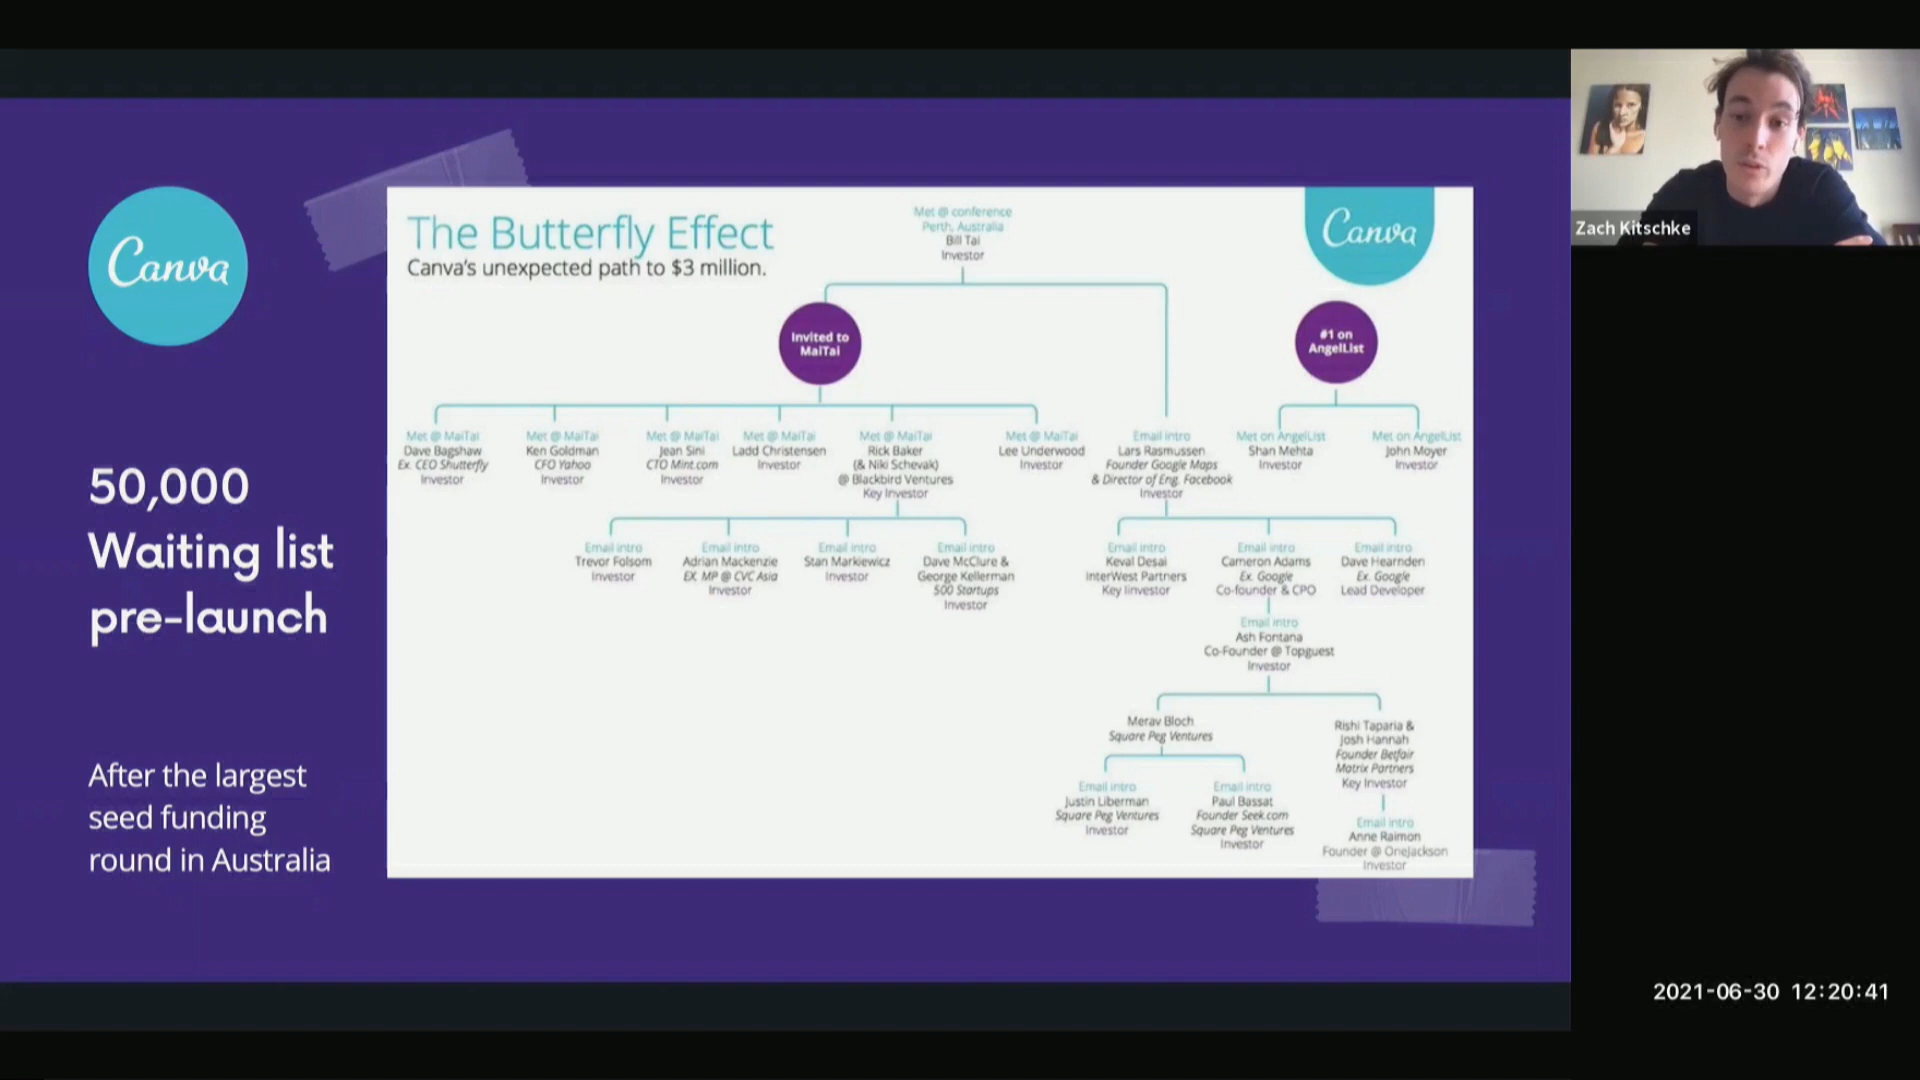 Canva
50,000
Waiting list
pre-launch
After the largest
seed funding
round in Australia
The Butterfly Effect
Canva's unexpected path to $3 million.
Met @ conference
Perth, Australia
Bill Tai
Investor
Canva
Invited to
MaiTai
#1 on
AngelList
Met @ MaiTai
Dave Bagshaw
Ex. CEO Shutterfly
Investor
Met @ MaiTai
Ken Goldman
CFO Yahoo
Investor
Met @ MaiTai
Jean Sini
CTO Mint.com
Investor
Met @ MaiTai
Ladd Christensen
Investor
Met @ MaiTai
Rick Baker
(& Niki Schevak)
@ Blackbird Ventures
Key Investor
Met @ MaiTai
Lee Underwood
Investor
Email intro
Lars Rasmussen
Founder Google Maps
& Director of Eng. Facebook
Investor
Met on AngelList
Shan Mehta
Investor
Met on AngelList
John Moyer
Investor
Email intro
Trevor Folsom
Investor
Email intro
Adrian Mackenzie
EX. MP @ CVC Asia
Investor
Email intro
Stan Markiewicz
Investor
Email intro
Dave McClure &
George Kellerman
500 Startups
Investor
Email intro
Keval Desai
InterWest Partners
Key Iinvestor
Email intro
Cameron Adams
Ex. Google
Co-founder & CPO
Email intro
Dave Hearnden
Ex. Google
Lead Developer
Email intro
Ash Fontana
Co-Founder @ Topguest
Investor
Merav Bloch
Square Peg Ventures
Rishi Taparia &
Josh Hannah
Founder Betfair
Matrix Partners
Key Investor
Email intro
Justin Liberman
Square Peg Ventures
Investor
Email intro
Paul Bassat
Founder Seek.com
Square Peg Ventures
Investor
Email intro
Anne Raimon
Founder @ OneJackson
Investor
Zach Kitschke
2021-06-30 12:20:41